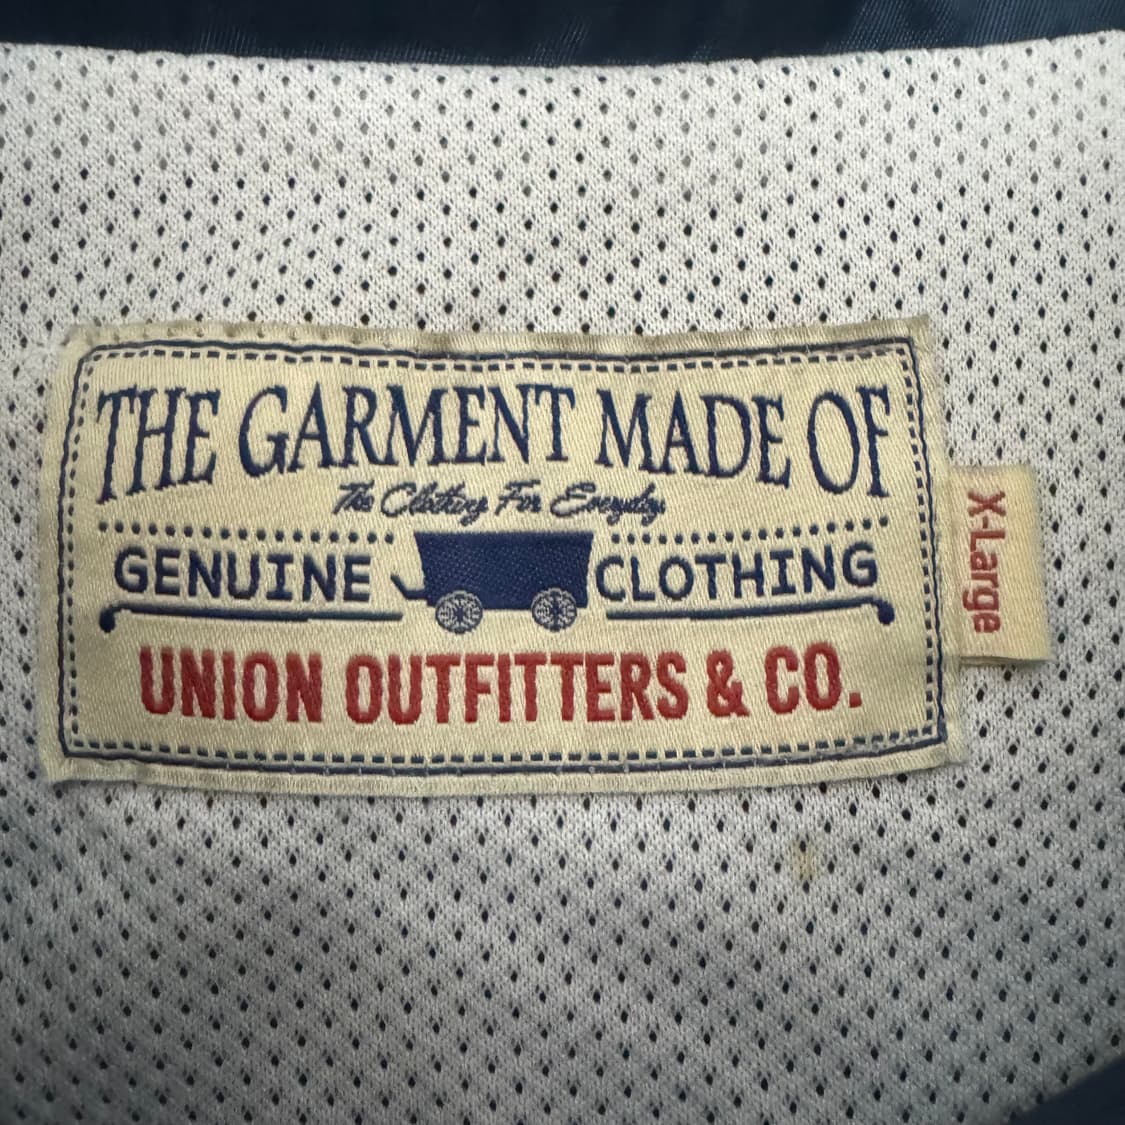 THE GARMENT MADE OF
The Clothing For Everyday
GENUINE CLOTHING
UNION OUTFITTERS & CO.
X-Large